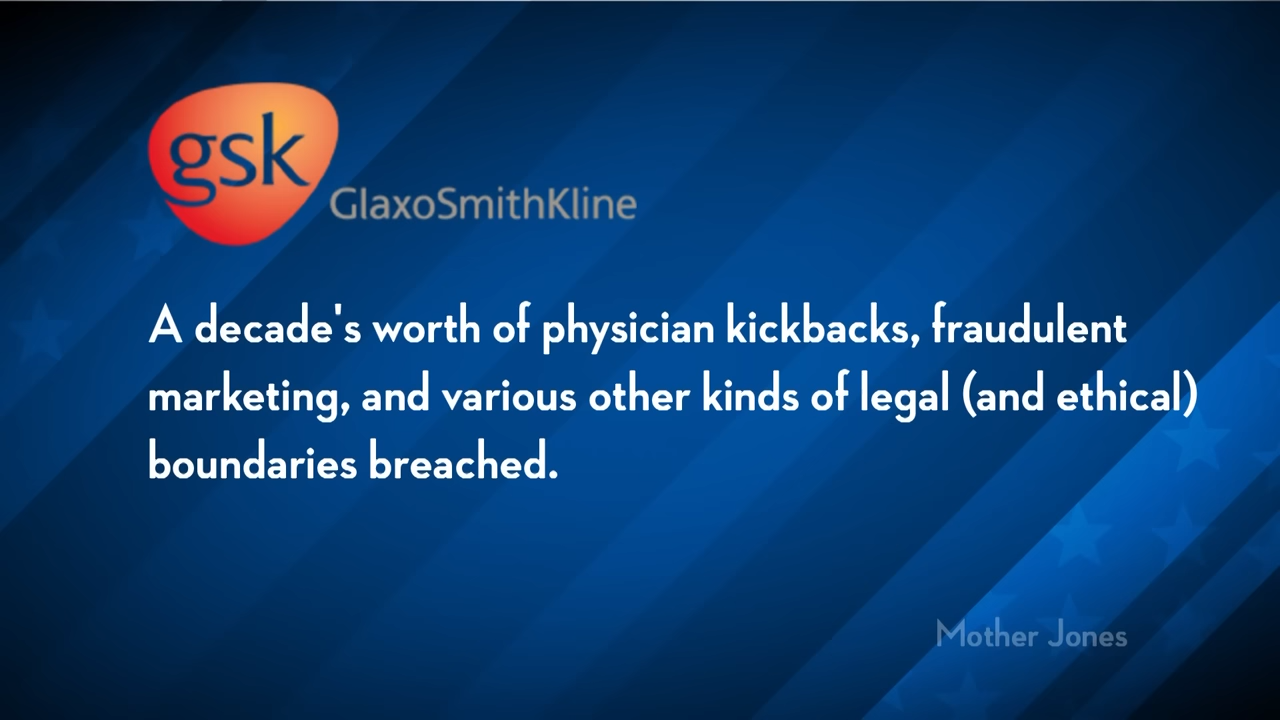 gsk
GlaxoSmithKline
A decade's worth of physician kickbacks, fraudulent
marketing, and various other kinds of legal (and ethical)
boundaries breached.
Mother Jones